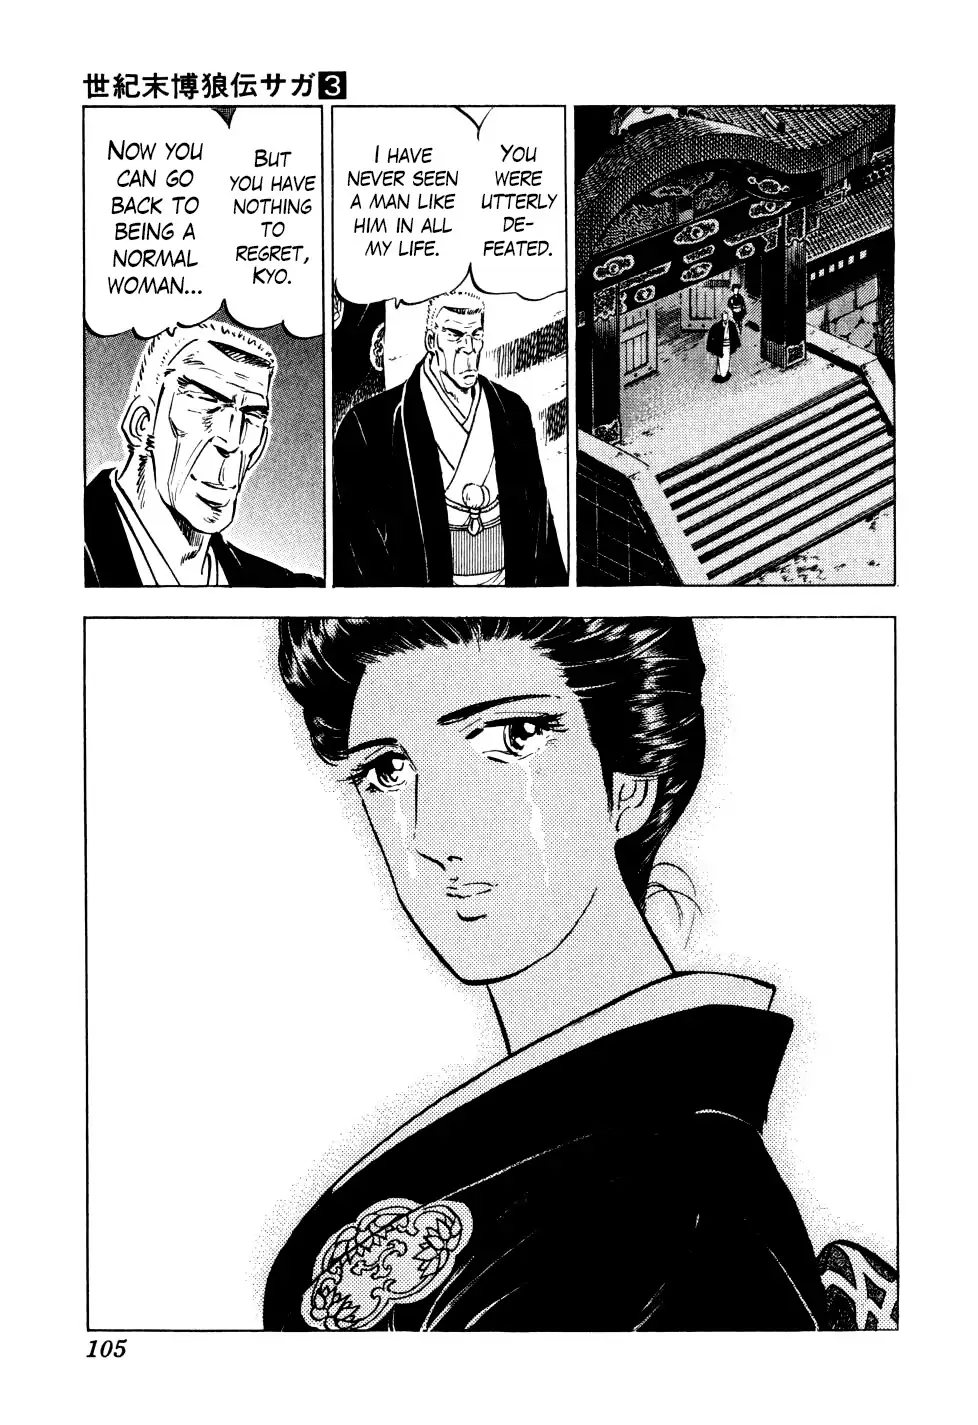 世紀末博狼伝サガ3
YOU
WERE
UTTERLY
DE-
FEATED.
I HAVE
NEVER SEEN
A MAN LIKE
HIM IN ALL
MY LIFE.
BUT
YOU HAVE
NOTHING
TO
REGRET,
KYO.
NOW YOU
CAN GO
BACK TO
BEING A
NORMAL
WOMAN...
105